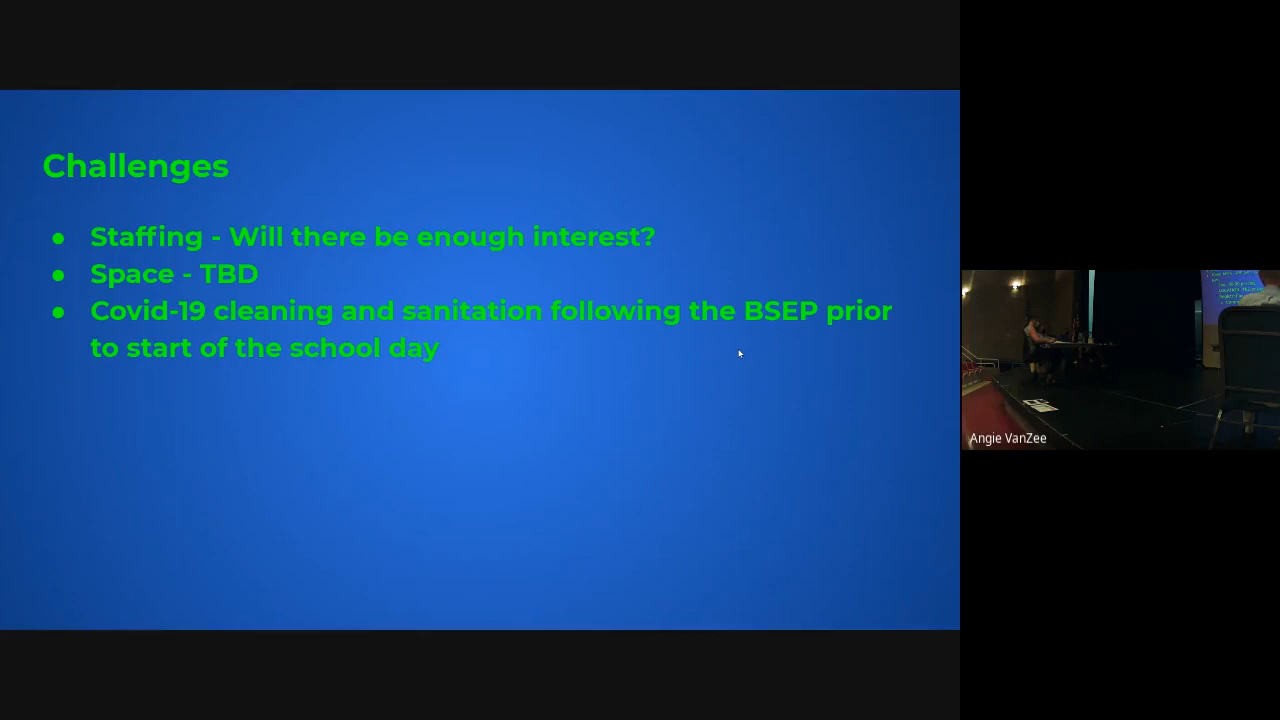 Challenges
● Staffing - Will there be enough interest?
● Space - TBD
● Covid-19 cleaning and sanitation following the BSEP prior
to start of the school day
Angie VanZee